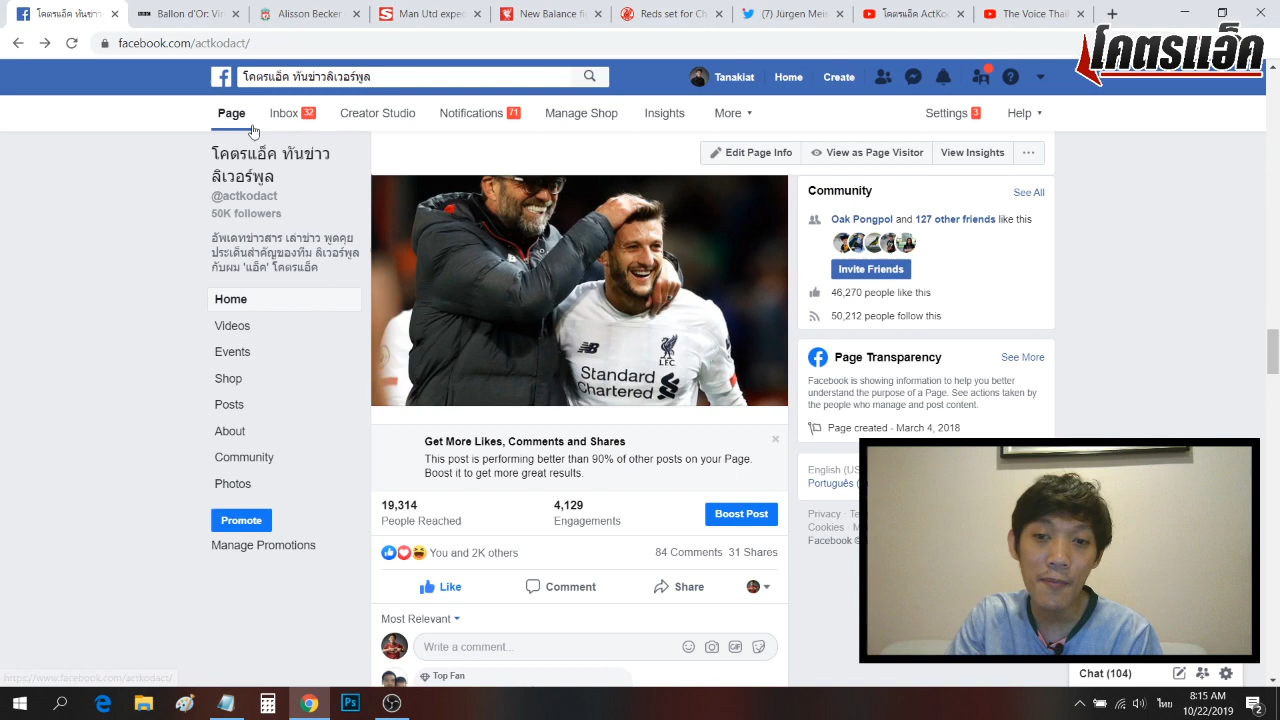 โคตรแอ็ค ทันข่าว
Ballon d'Or: Vir
Alisson Becker
Man Utd expec
New Balance fi
Reds set for Ch
(7) Jürgen Mei
โคตรแอ็ค ActKo
The Voice Thai
facebook.com/actkodact/
โคตรแอ็ค
โคตรแอ็ค ทันข่าวลิเวอร์พูล
Tanakiat Home Create
Page Inbox 32 Creator Studio Notifications 71 Manage Shop Insights More Settings 3 Help
โคตรแอ็ค ทันข่าว
ลิเวอร์พูล
@actkodact
50K followers
อัพเดทข่าวสาร เล่าข่าว พูดคุย
ประเด็นสำคัญของทีม ลิเวอร์พูล
กับผม 'แอ็ค' โคตรแอ็ค
Home
Videos
Events
Shop
Posts
About
Community
Photos
Promote
Manage Promotions
Edit Page Info View as Page Visitor View Insights
L.F.C.
Standard
Chartered
Get More Likes, Comments and Shares
This post is performing better than 90% of other posts on your Page.
Boost it to get more great results.
19,314
People Reached
4,129
Engagements
Boost Post
You and 2K others 84 Comments 31 Shares
Like Comment Share
Most Relevant
Write a comment...
GIF
Top Fan
Community See All
Oak Pongpol and 127 other friends like this
Invite Friends
46,270 people like this
50,212 people follow this
Page Transparency See More
Facebook is showing information to help you better
understand the purpose of a Page. See actions taken by
the people who manage and post content.
Page created - March 4, 2018
English (US
Português (
Privacy · Te
Cookies · M
Facebook ©
Chat (104)
https://www.facebook.com/actkodact/
Ps
ไทย
8:15 AM
10/22/2019
2